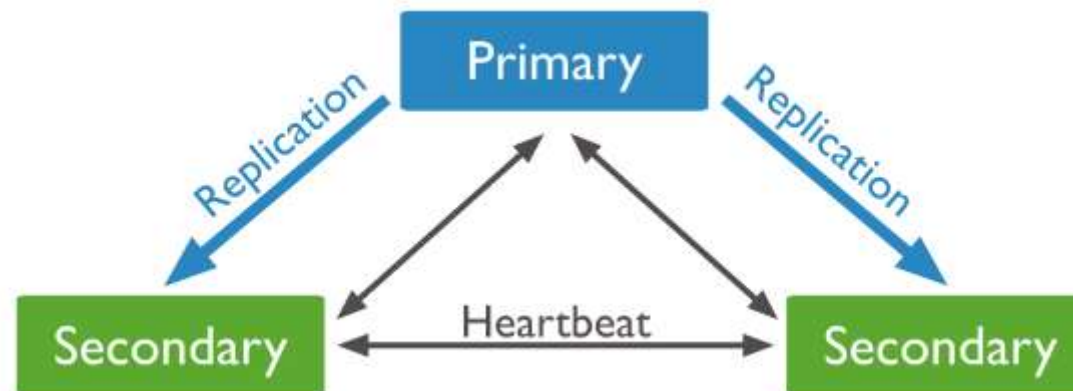 Primary
Replication
Replication
Heartbeat
Secondary
Secondary